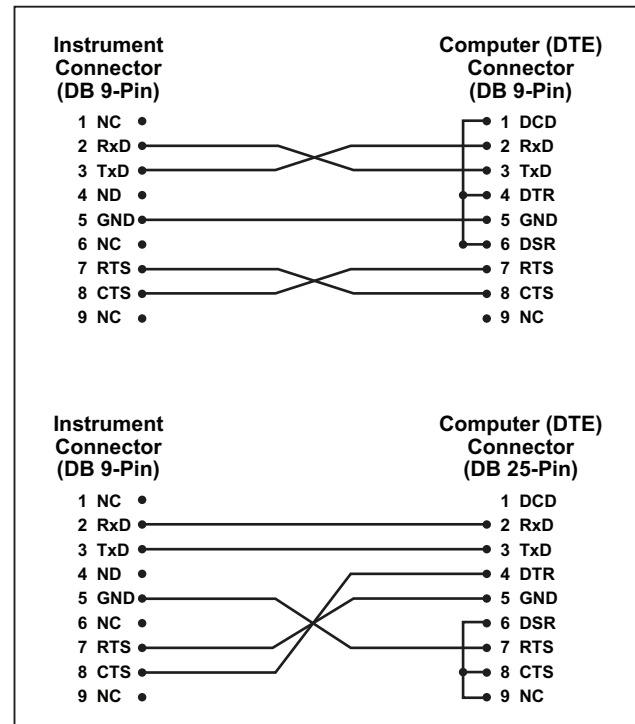 Instrument
Connector
(DB 9-Pin)
Computer (DTE)
Connector
(DB 9-Pin)
1 NC
2 RxD
3 TxD
4 ND
5 GND
6 NC
7 RTS
8 CTS
9 NC
1 DCD
2 RxD
3 TxD
4 DTR
5 GND
6 DSR
7 RTS
8 CTS
9 NC
Instrument
Connector
(DB 9-Pin)
Computer (DTE)
Connector
(DB 25-Pin)
1 NC
2 RxD
3 TxD
4 ND
5 GND
6 NC
7 RTS
8 CTS
9 NC
1 DCD
2 RxD
3 TxD
4 DTR
5 GND
6 DSR
7 RTS
8 CTS
9 NC